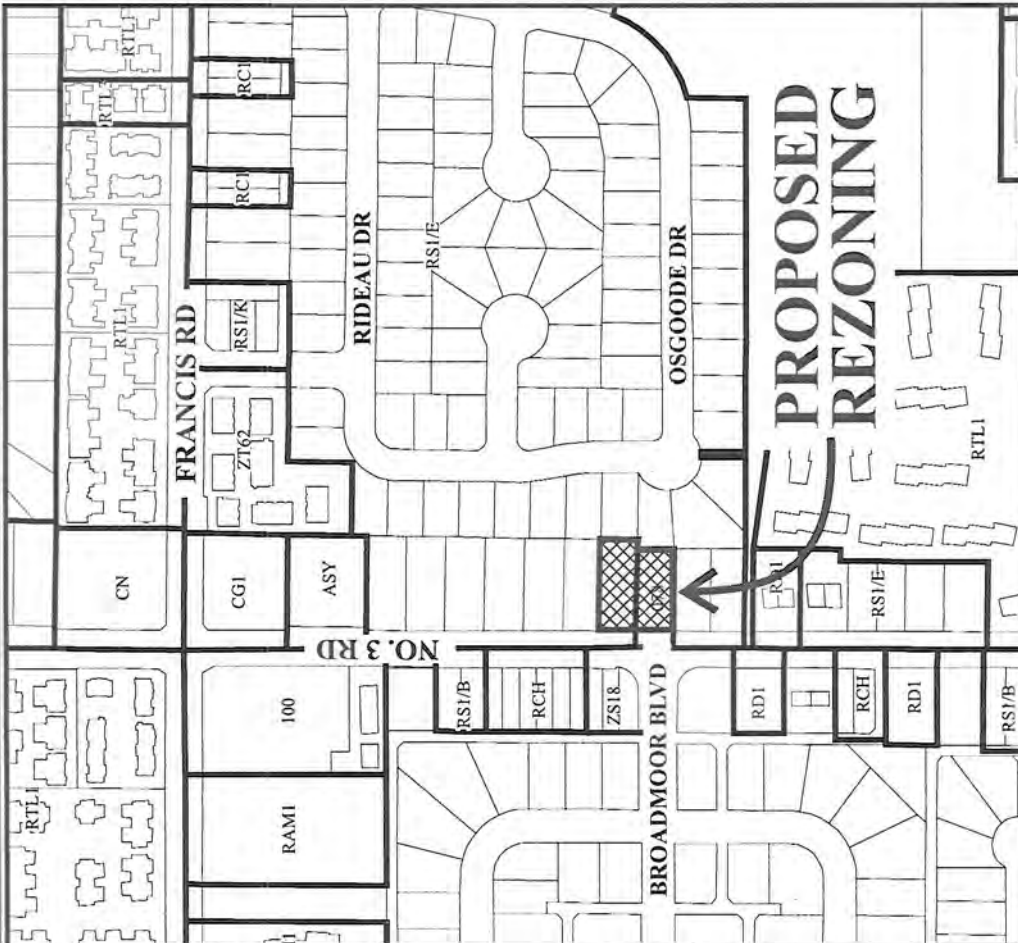 RTL1
RTL3
RC1
RC1
RTL1
FRANCIS RD
RS1/K
RIDEAU DR
RS1/E
OSGOODE DR
PROPOSED
REZONING
ZT62
RTL1
CN
CG1
ASY
RS1/E
NO. 3 RD
100
RS1/B
RCH
ZS18
BROADMOOR BLVD
RD1
RCH
RD1
RS1/B
RTL1
RAM1